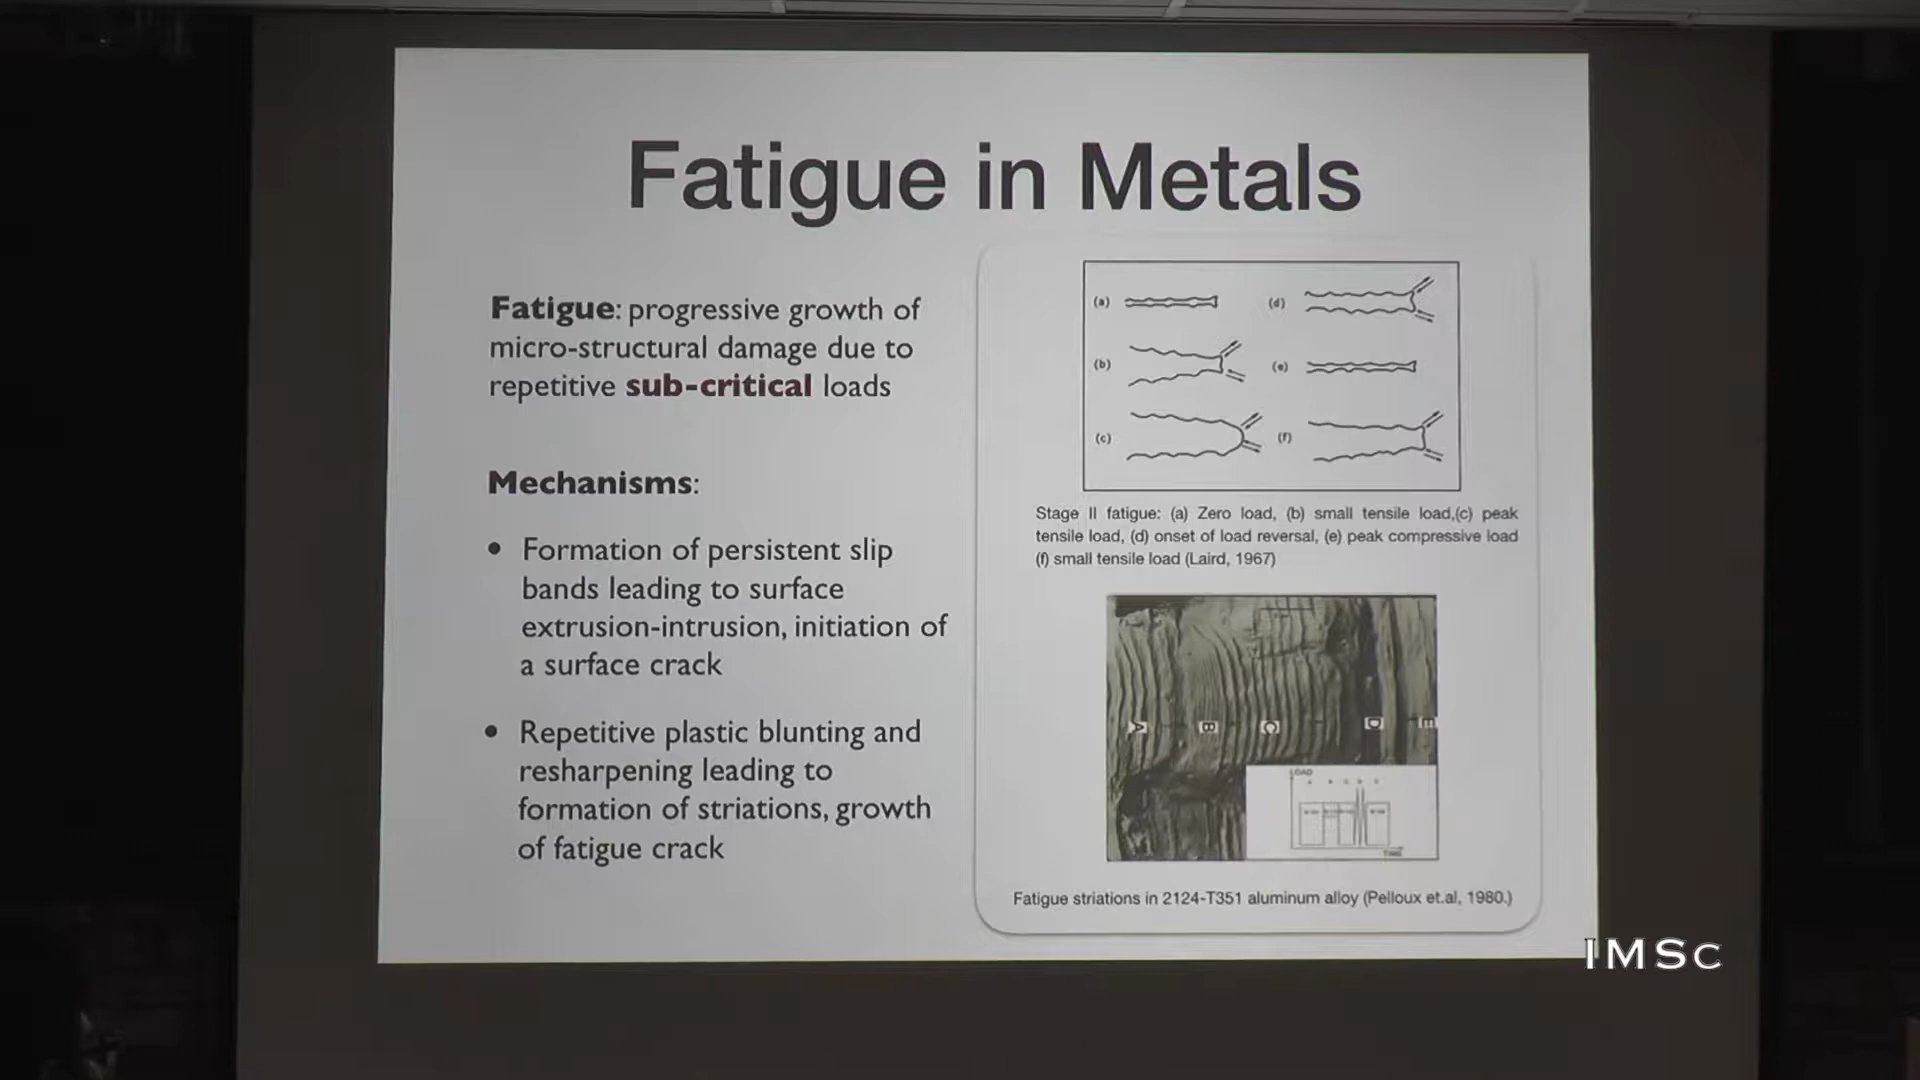 Fatigue in Metals
Fatigue: progressive growth of
micro-structural damage due to
repetitive sub-critical loads
Mechanisms:
• Formation of persistent slip
bands leading to surface
extrusion-intrusion, initiation of
a surface crack
• Repetitive plastic blunting and
resharpening leading to
formation of striations, growth
of fatigue crack
(a)
(d)
(b)
(e)
(c)
(f)
Stage II fatigue: (a) Zero load, (b) small tensile load,(c) peak
tensile load, (d) onset of load reversal, (e) peak compressive load
(f) small tensile load (Laird, 1967)
A B C D E
LOAD
TIME
Fatigue striations in 2124-T351 aluminum alloy (Pelloux et.al, 1980.)
IMSc